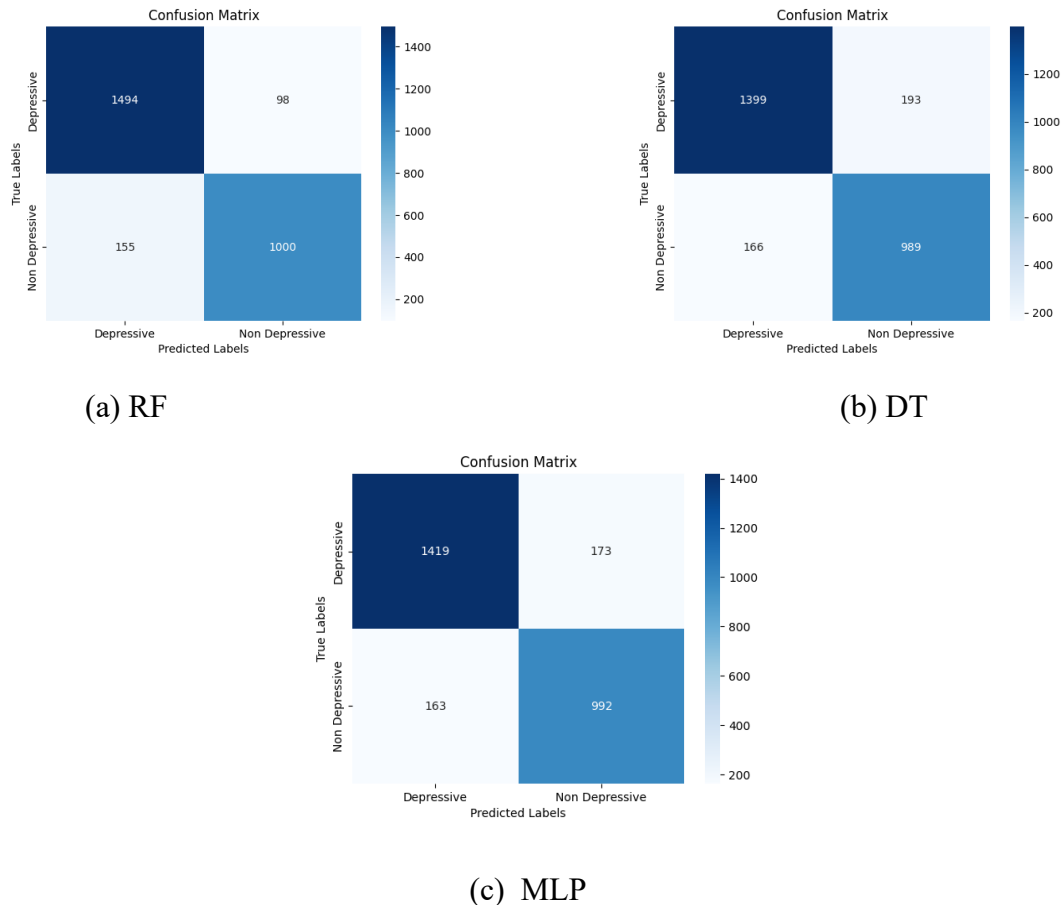 Confusion Matrix
Depressive
Non Depressive
True Labels
1494
98
155
1000
1400
1200
1000
800
600
400
200
Depressive
Non Depressive
Predicted Labels
(a) RF
Confusion Matrix
Depressive
Non Depressive
True Labels
1399
193
166
989
1200
1000
800
600
400
200
Depressive
Non Depressive
Predicted Labels
(b) DT
Confusion Matrix
Depressive
Non Depressive
True Labels
1419
173
163
992
1400
1200
1000
800
600
400
200
Depressive
Non Depressive
Predicted Labels
(c) MLP